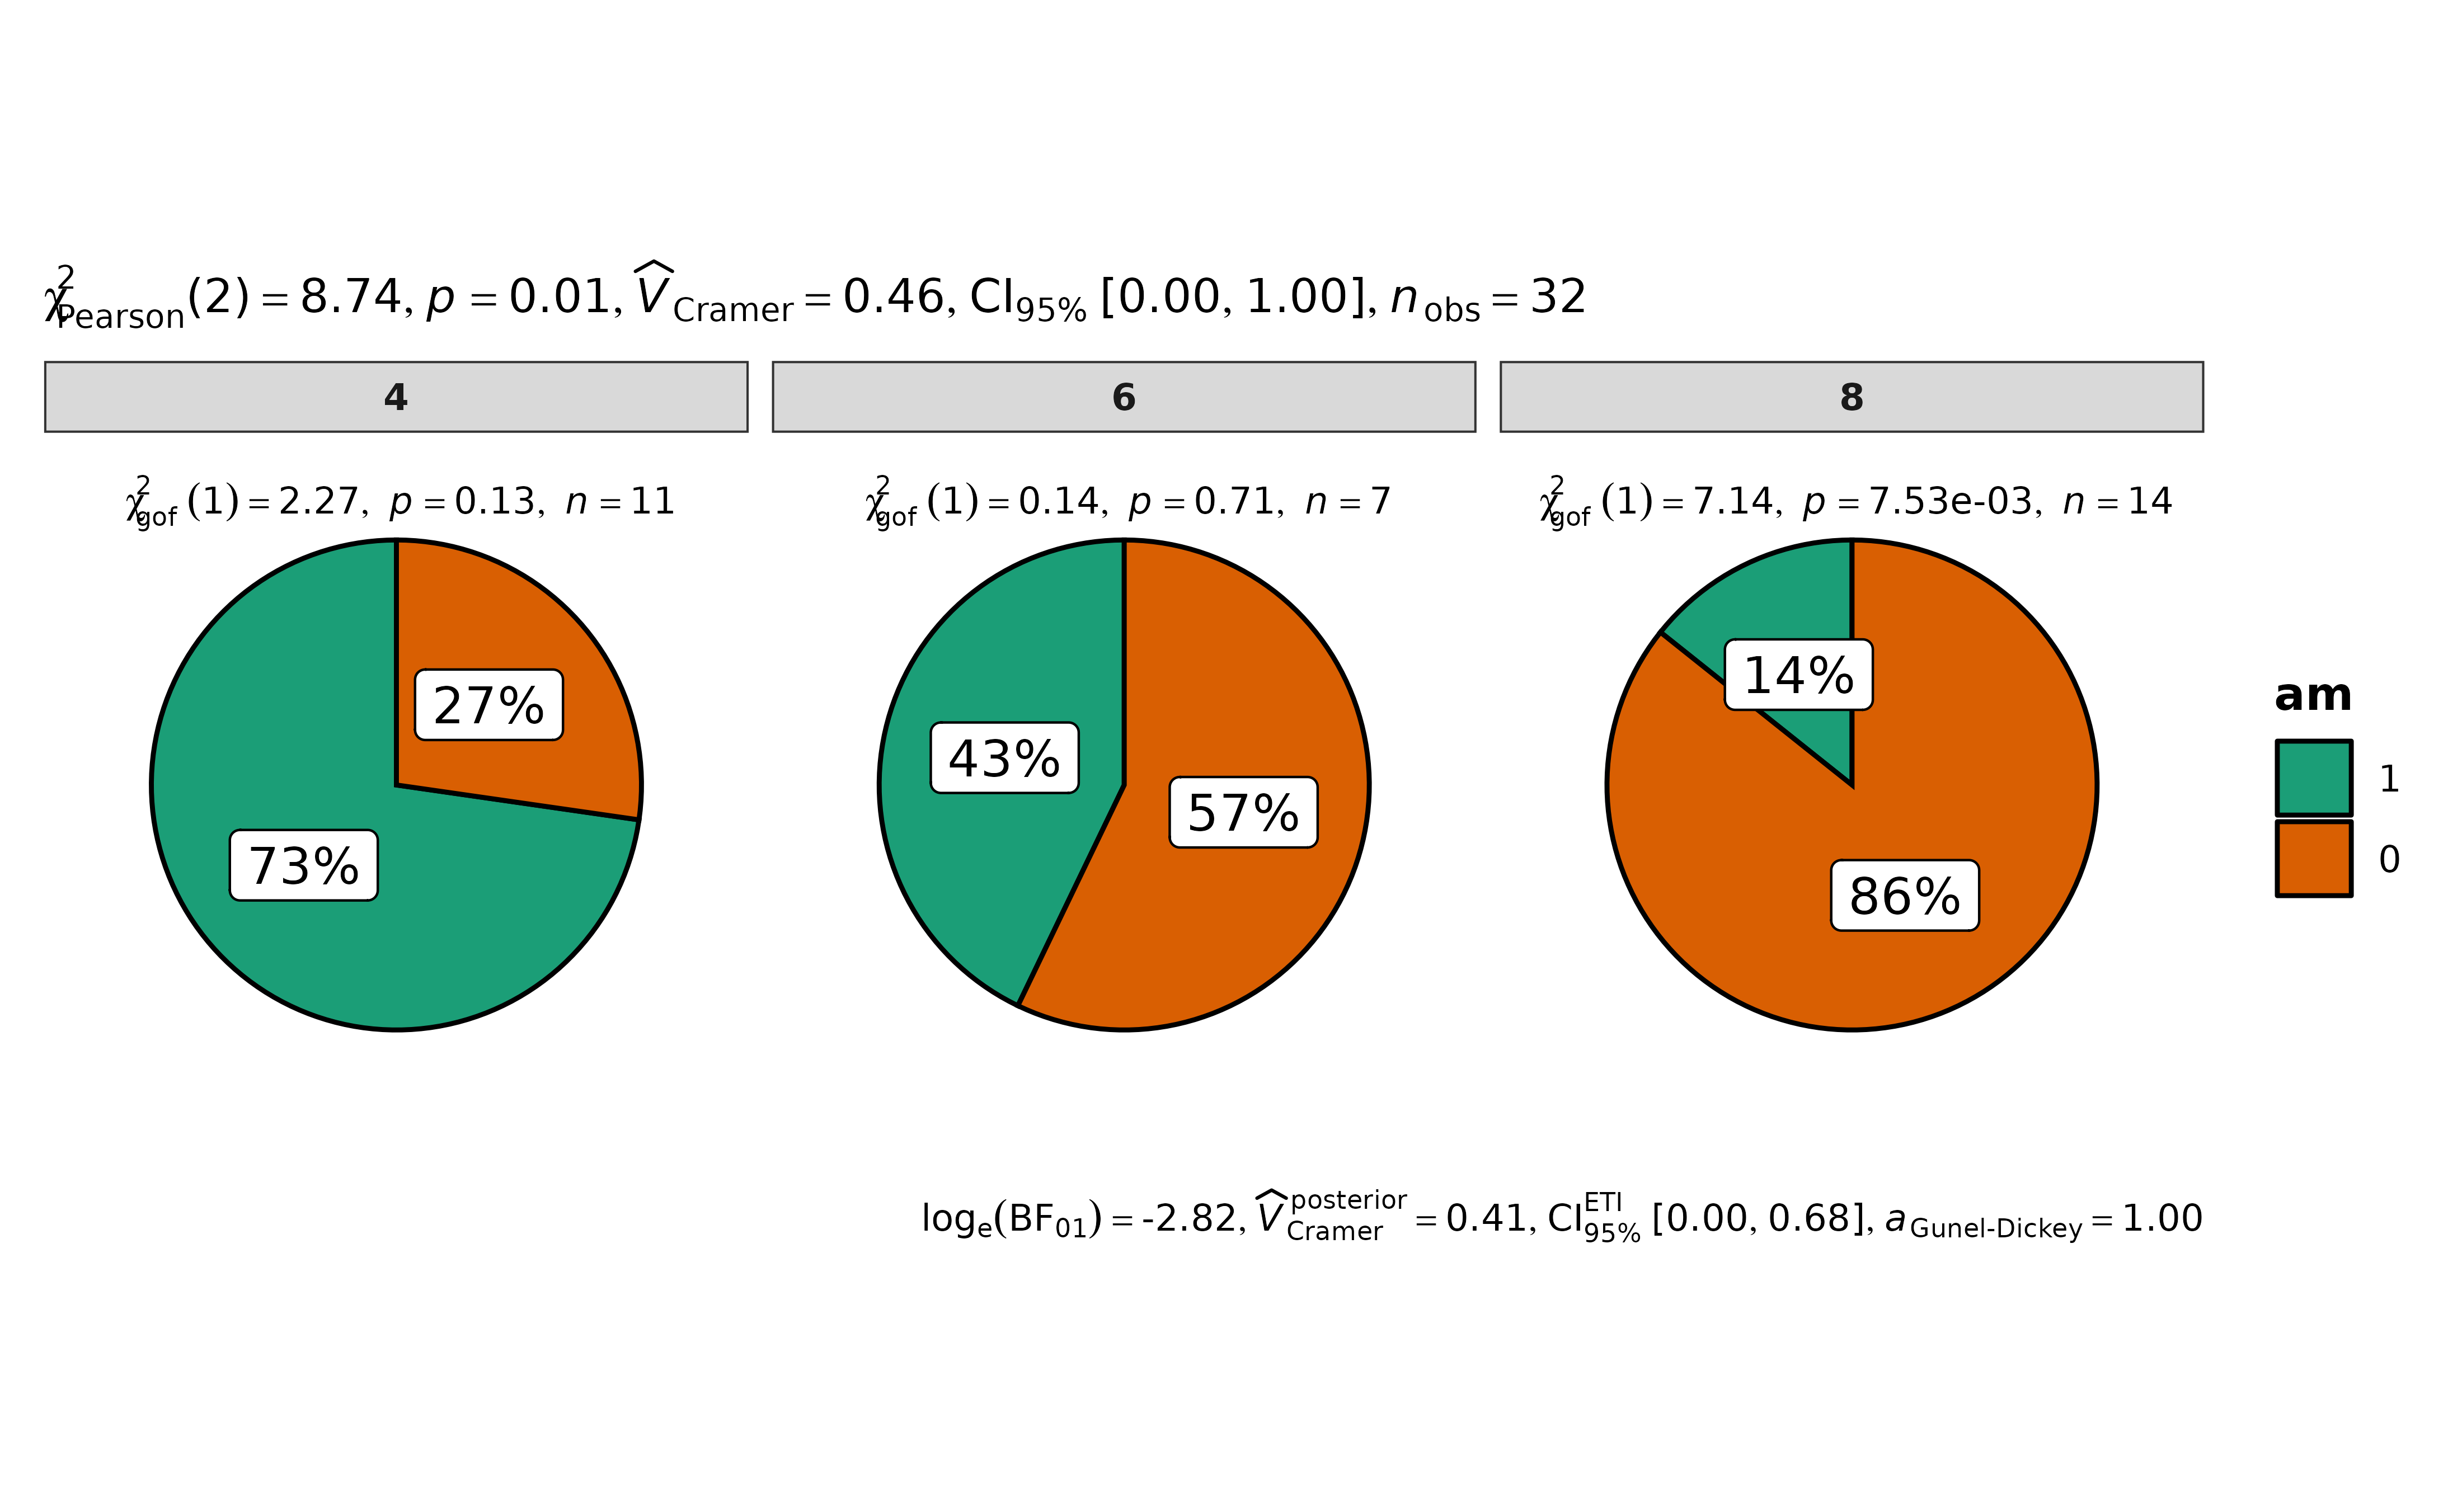 χ²Pearson(2) = 8.74, p = 0.01, V̂Cramer = 0.46, CI95% [0.00, 1.00], nobs = 32
4
6
8
χ²gof (1) = 2.27, p = 0.13, n = 11
χ²gof (1) = 0.14, p = 0.71, n = 7
χ²gof (1) = 7.14, p = 7.53e-03, n = 14
27%
73%
43%
57%
14%
86%
am
1
0
loge(BF01) = -2.82, V̂Cramer posterior = 0.41, CI95% ETI [0.00, 0.68], aGunel-Dickey = 1.00